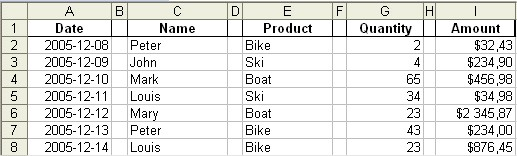 A B C D E F G H I
1 Date Name Product Quantity Amount
2 2005-12-08 Peter Bike 2 $32,43
3 2005-12-09 John Ski 4 $234,90
4 2005-12-10 Mark Boat 65 $456,98
5 2005-12-11 Louis Ski 34 $34,98
6 2005-12-12 Mary Boat 23 $2 345,87
7 2005-12-13 Peter Bike 43 $234,00
8 2005-12-14 Louis Bike 23 $876,45